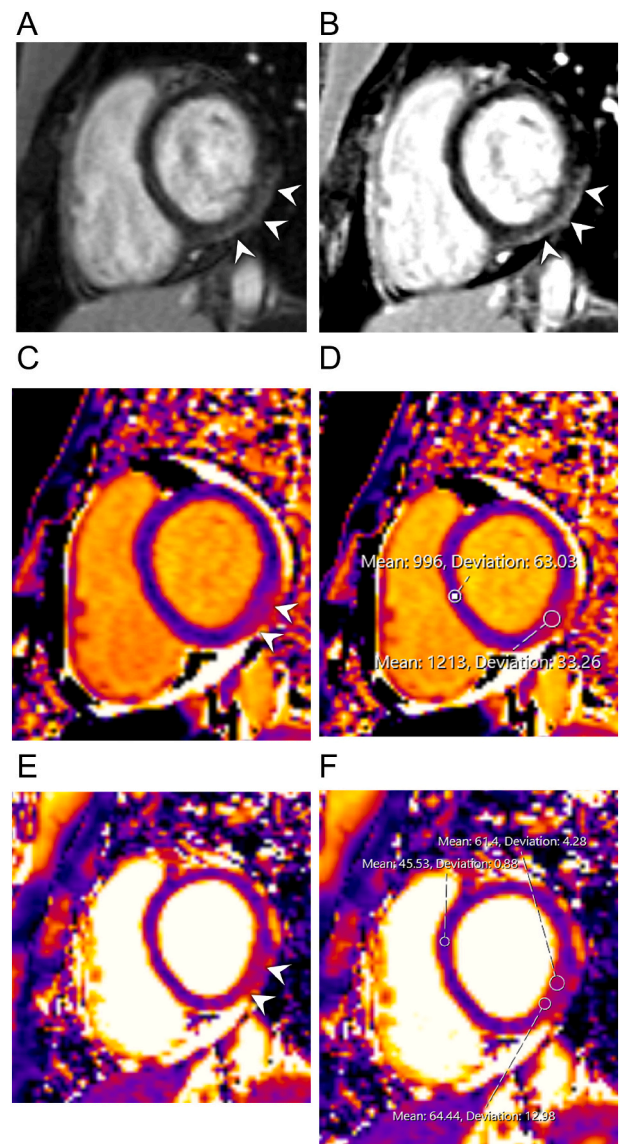 A
B
C
D
Mean: 996, Deviation: 63.03
Mean: 1213, Deviation: 33.26
E
F
Mean: 61.4, Deviation: 4.28
Mean: 45.53, Deviation: 0.88
Mean: 64.44, Deviation: 12.98